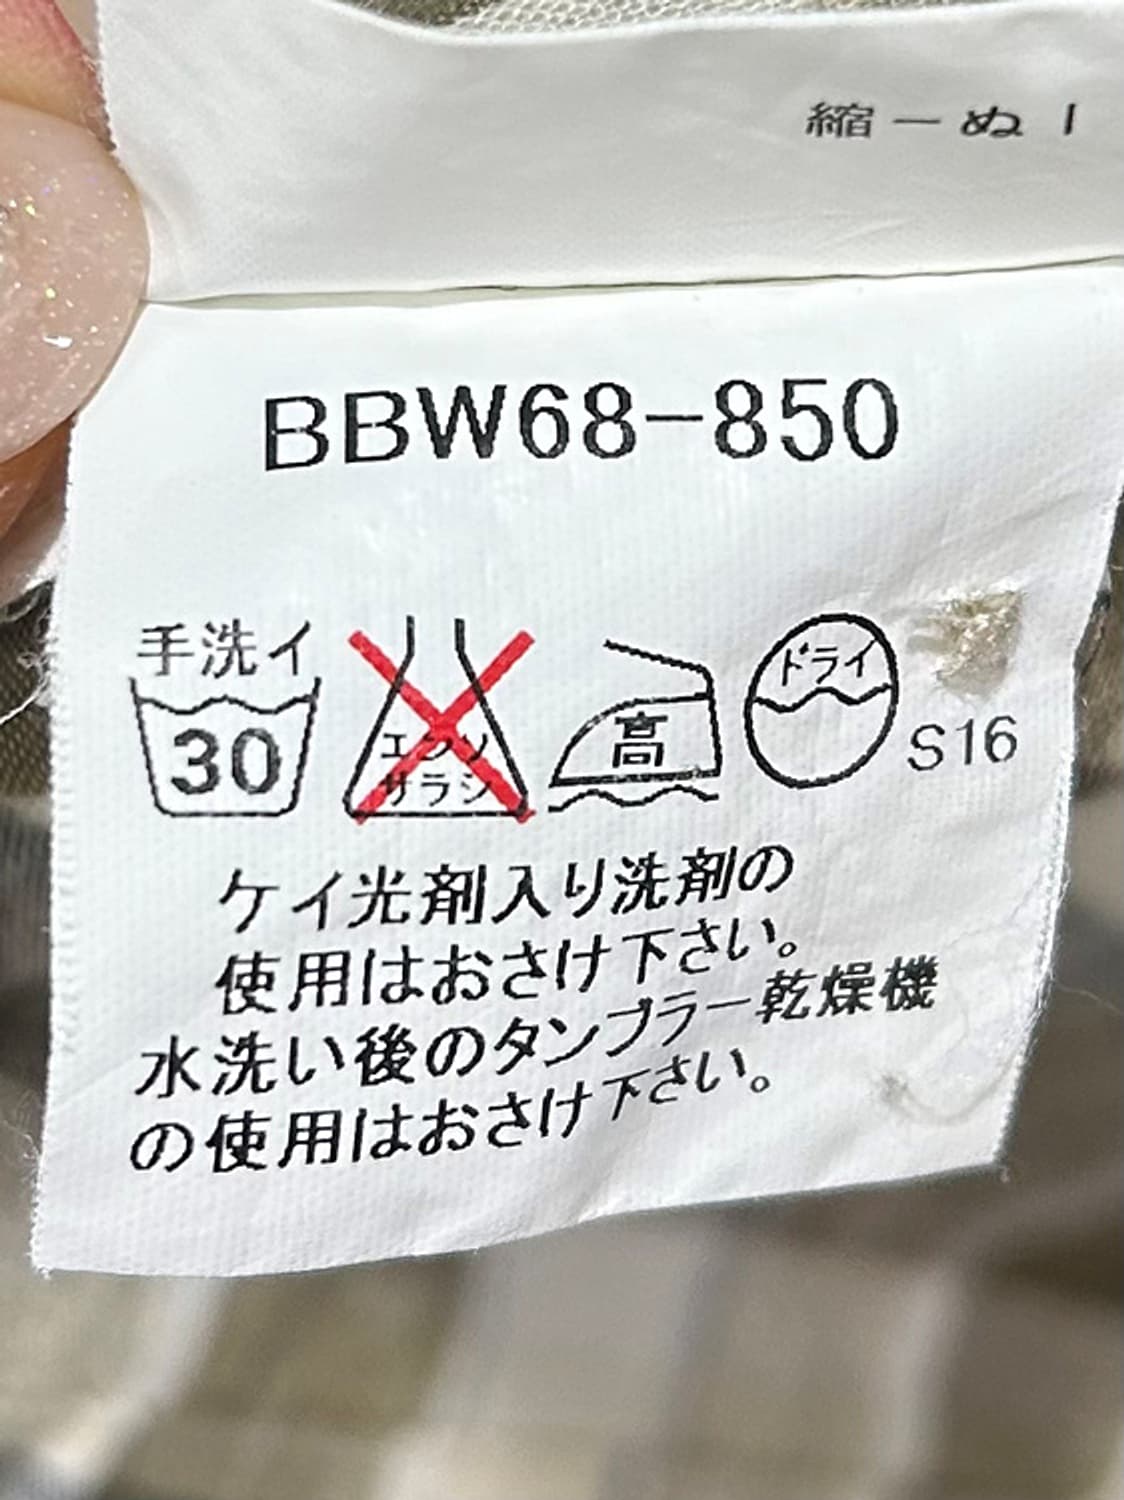 縮ーぬ I
BBW68-850
手洗イ
30
エンソ
サラシ
高
ドライ
S16
ケイ光剤入り洗剤の
使用はおさけ下さい。
水洗い後のタンブラー乾燥機
の使用はおさけ下さい。